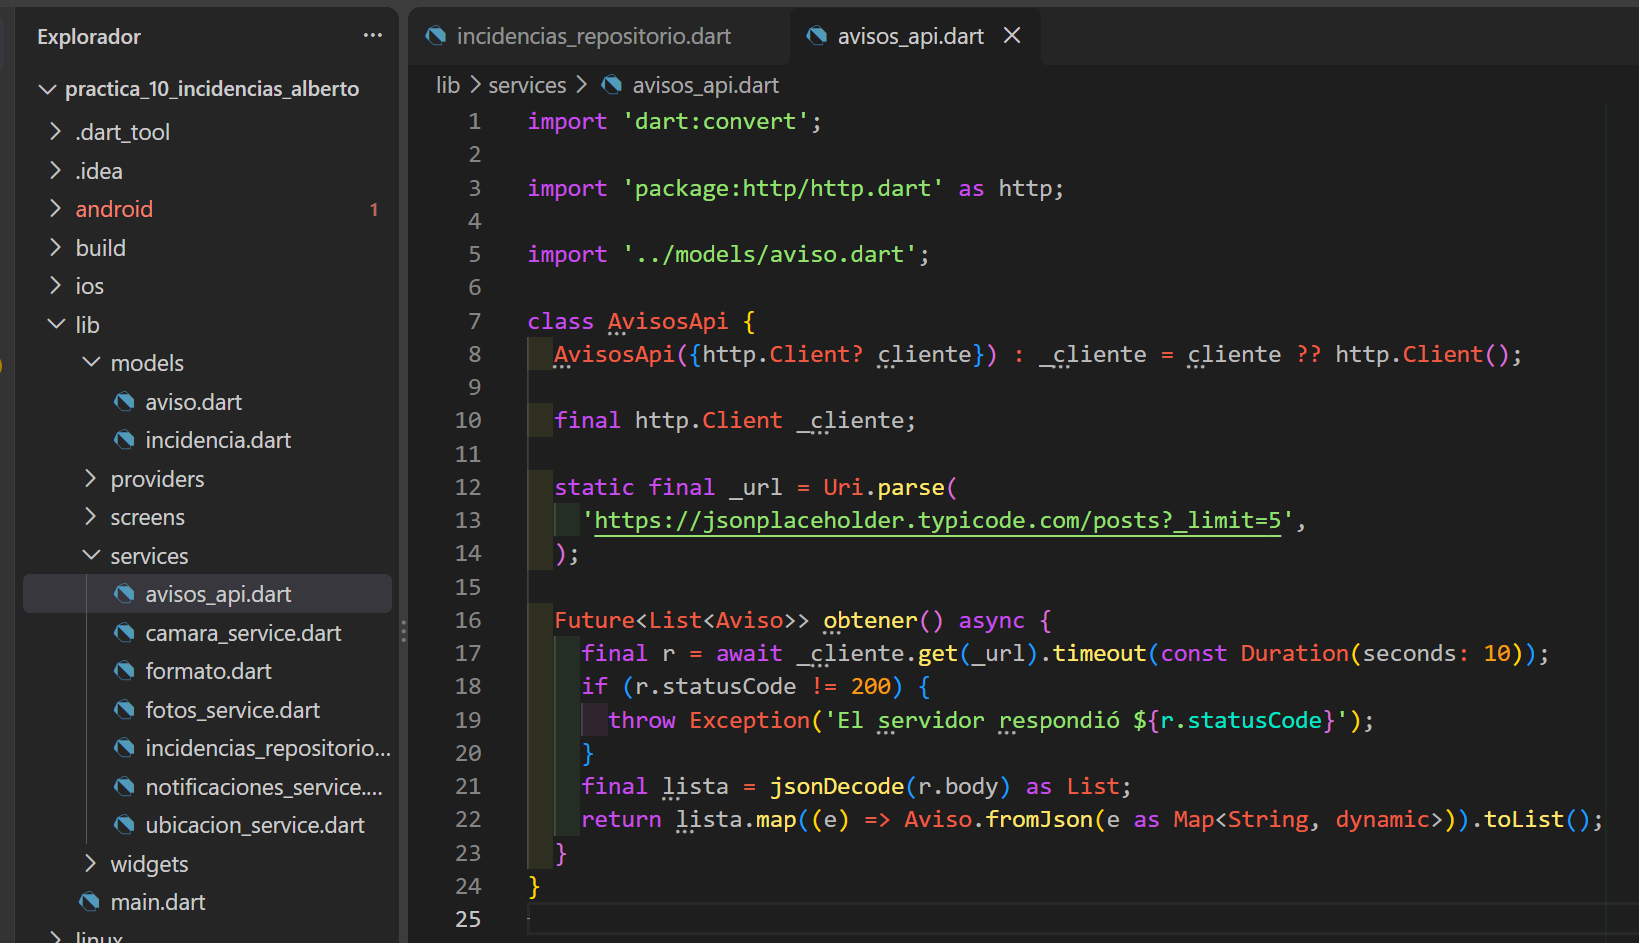 Explorador
practica_10_incidencias_alberto
.dart_tool
.idea
android 1
build
ios
lib
models
aviso.dart
incidencia.dart
providers
screens
services
avisos_api.dart
camara_service.dart
formato.dart
fotos_service.dart
incidencias_repositorio...
notificaciones_service....
ubicacion_service.dart
widgets
main.dart
linux
incidencias_repositorio.dart avisos_api.dart
lib > services > avisos_api.dart
1 import 'dart:convert';
2
3 import 'package:http/http.dart' as http;
4
5 import '../models/aviso.dart';
6
7 class AvisosApi {
8 AvisosApi({http.Client? cliente}) : _cliente = cliente ?? http.Client();
9
10 final http.Client _cliente;
11
12 static final _url = Uri.parse(
13 'https://jsonplaceholder.typicode.com/posts?_limit=5',
14 );
15
16 Future<List<Aviso>> obtener() async {
17 final r = await _cliente.get(_url).timeout(const Duration(seconds: 10));
18 if (r.statusCode != 200) {
19 throw Exception('El servidor respondió ${r.statusCode}');
20 }
21 final lista = jsonDecode(r.body) as List;
22 return lista.map((e) => Aviso.fromJson(e as Map<String, dynamic>)).toList();
23 }
24 }
25